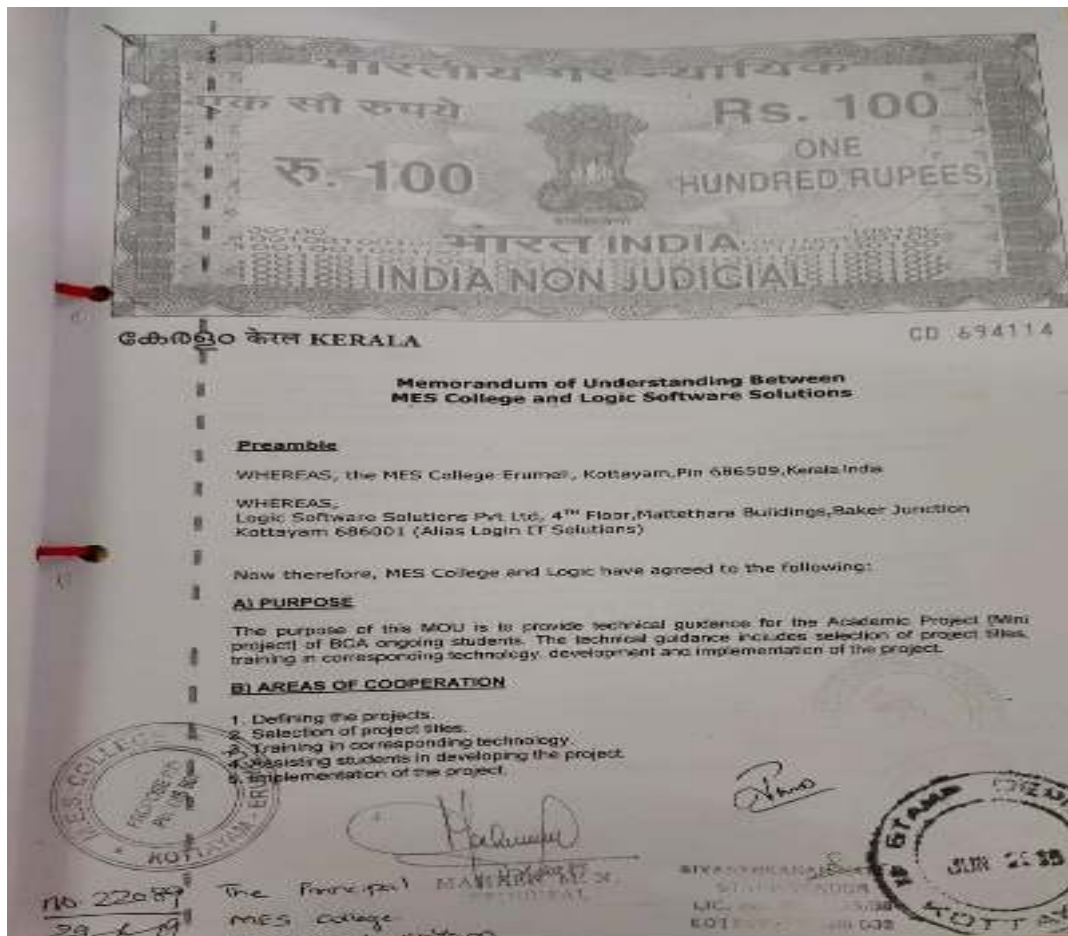 भारतीय गैर न्यायिक
एक सौ रुपये
Rs. 100
रु. 100
ONE
HUNDRED RUPEES
भारत INDIA
INDIA NON JUDICIAL
കേരളം केरल KERALA
CD 694114
Memorandum of Understanding Between
MES College and Logic Software Solutions
Preamble
WHEREAS, the MES College Erumeli, Kottayam,Pin 686509,Kerala India
WHEREAS,
Logic Software Solutions Pvt Ltd, 4TH Floor,Mattethara Buildings,Baker Junction
Kottayam 686001 (Alias Login IT Solutions)
Now therefore, MES College and Logic have agreed to the following:
A) PURPOSE
The purpose of this MOU is to provide technical guidance for the Academic Project (Mini
project) of BCA ongoing students. The technical guidance includes selection of project titles,
training in corresponding technology, development and implementation of the project.
B) AREAS OF COOPERATION
1. Defining the projects.
2. Selection of project titles.
3. Training in corresponding technology.
4. Assisting students in developing the project.
5. Implementation of the project.
M.E.S. COLLEGE
KOTTAYAM
No 22089
The Principal
MES College
STAMP
JUN
KOTTA